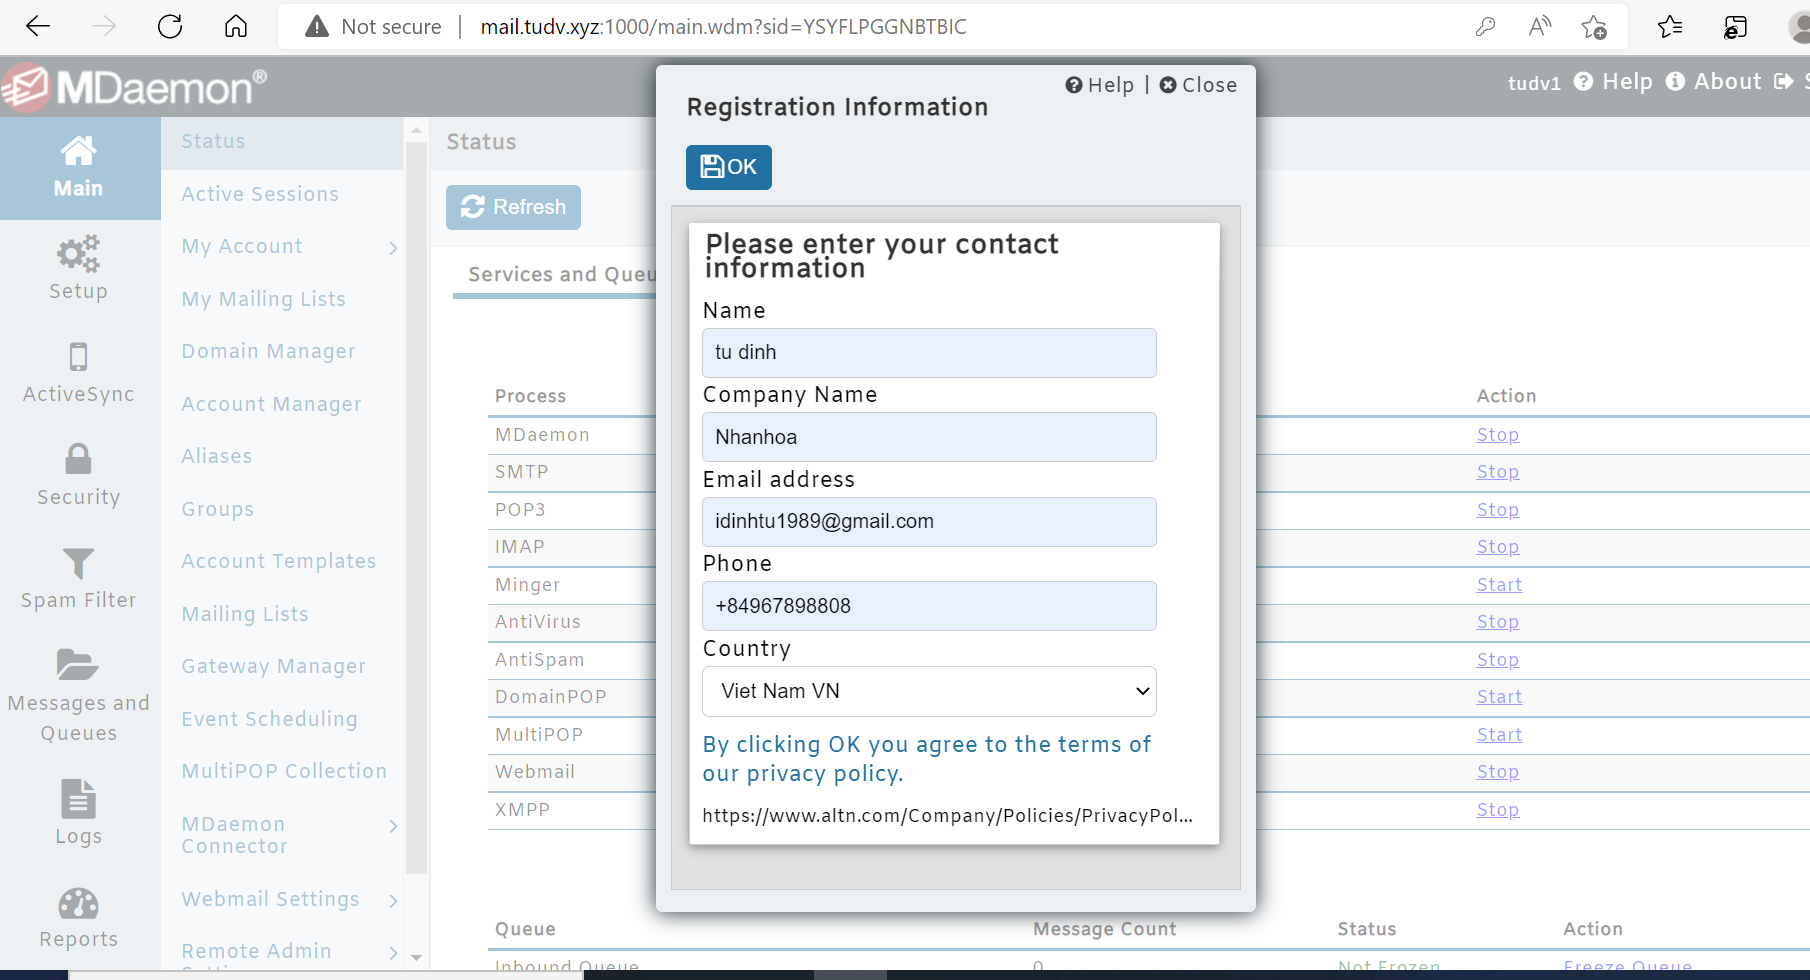 Not secure
mail.tudv.xyz:1000/main.wdm?sid=YSYFLPGGNBTBIC
MDaemon®
tudv1
Help
About
Main
Setup
ActiveSync
Security
Spam Filter
Messages and
Queues
Logs
Reports
Status
Active Sessions
My Account
My Mailing Lists
Domain Manager
Account Manager
Aliases
Groups
Account Templates
Mailing Lists
Gateway Manager
Event Scheduling
MultiPOP Collection
MDaemon
Connector
Webmail Settings
Remote Admin
Status
Refresh
Services and Queu
Process
Action
MDaemon
Stop
SMTP
Stop
POP3
Stop
IMAP
Stop
Minger
Start
AntiVirus
Stop
AntiSpam
Stop
DomainPOP
Start
MultiPOP
Start
Webmail
Stop
XMPP
Stop
Queue
Message Count
Status
Action
Inbound Queue
0
Not Frozen
Freeze Queue
Help | Close
Registration Information
OK
Please enter your contact
information
Name
tu dinh
Company Name
Nhanhoa
Email address
idinhtu1989@gmail.com
Phone
+84967898808
Country
Viet Nam VN
By clicking OK you agree to the terms of
our privacy policy.
https://www.altn.com/Company/Policies/PrivacyPol...